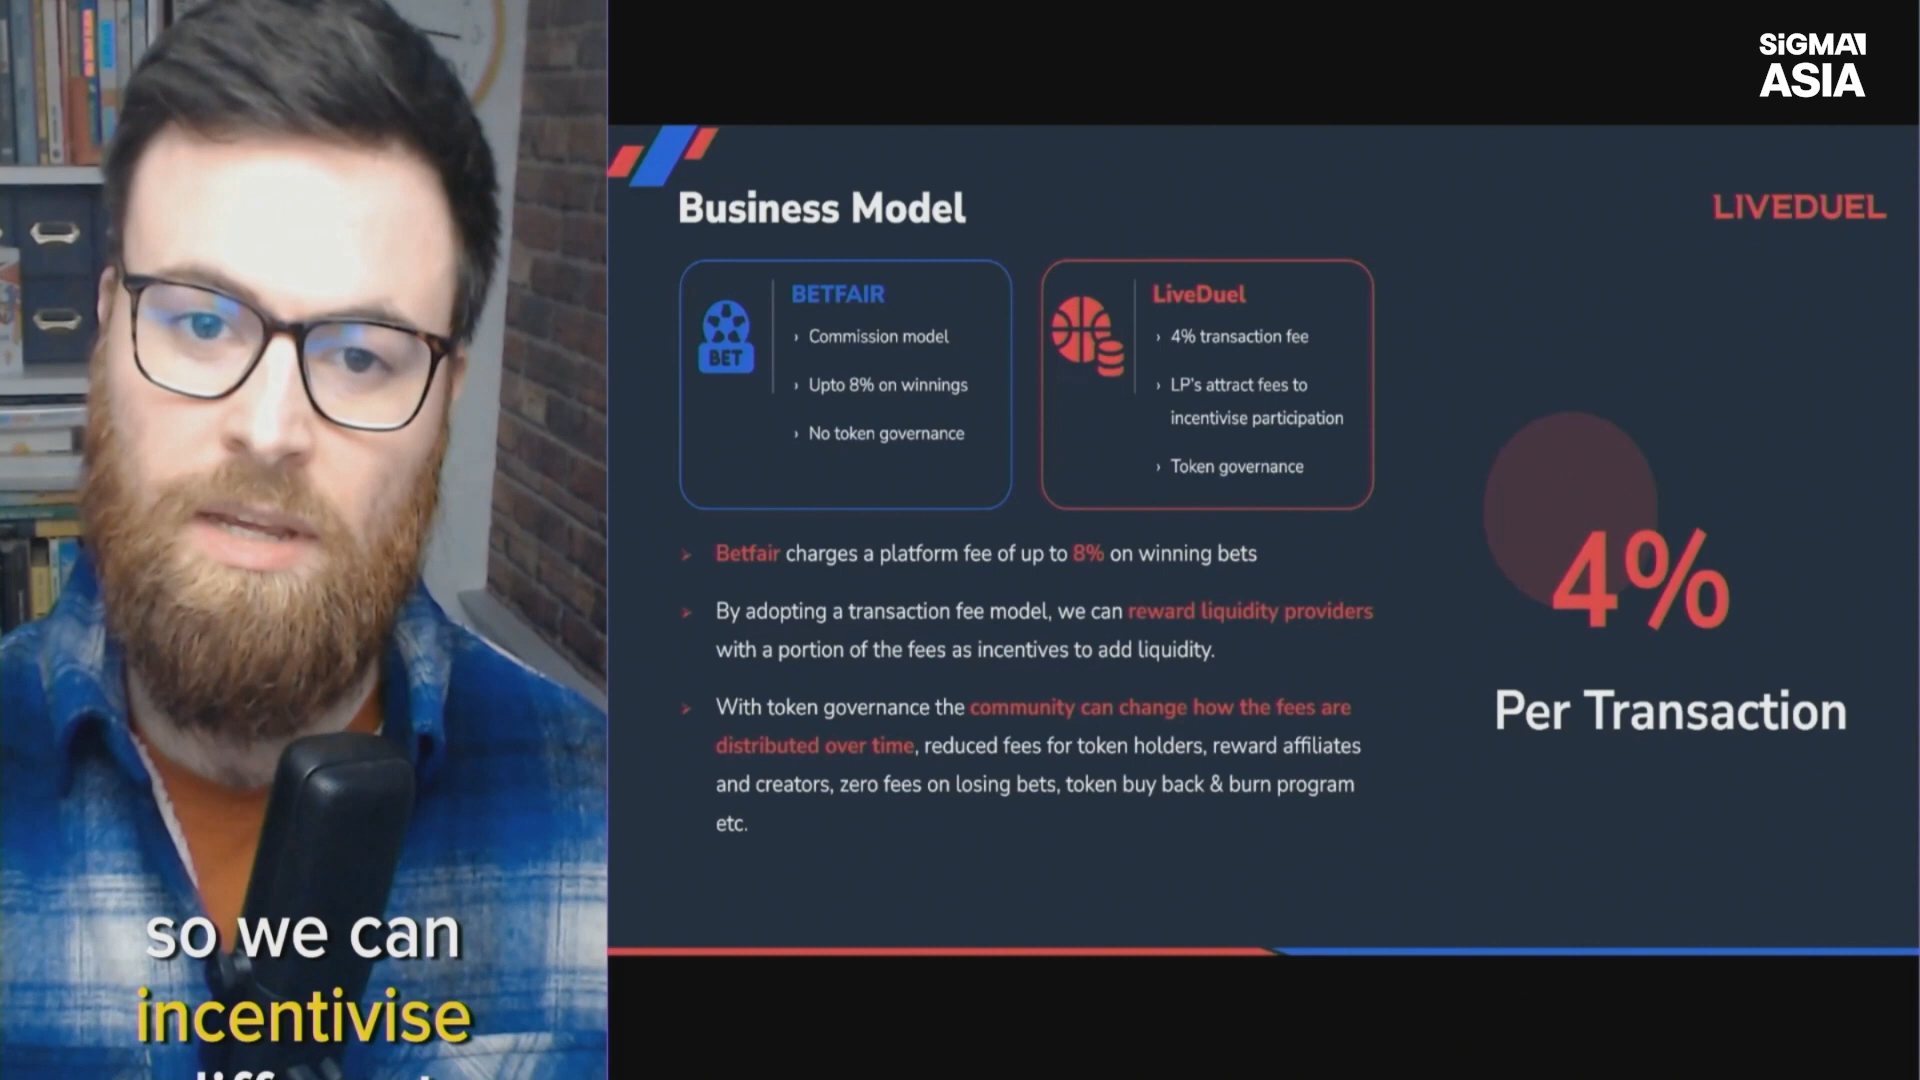 SiGMA
ASIA
Business Model
LIVEDUEL
BETFAIR
› Commission model
› Upto 8% on winnings
› No token governance
BET
LiveDuel
› 4% transaction fee
› LP's attract fees to
incentivise participation
› Token governance
Betfair charges a platform fee of up to 8% on winning bets
By adopting a transaction fee model, we can reward liquidity providers
with a portion of the fees as incentives to add liquidity.
With token governance the community can change how the fees are
distributed over time, reduced fees for token holders, reward affiliates
and creators, zero fees on losing bets, token buy back & burn program
etc.
4%
Per Transaction
so we can
incentivise